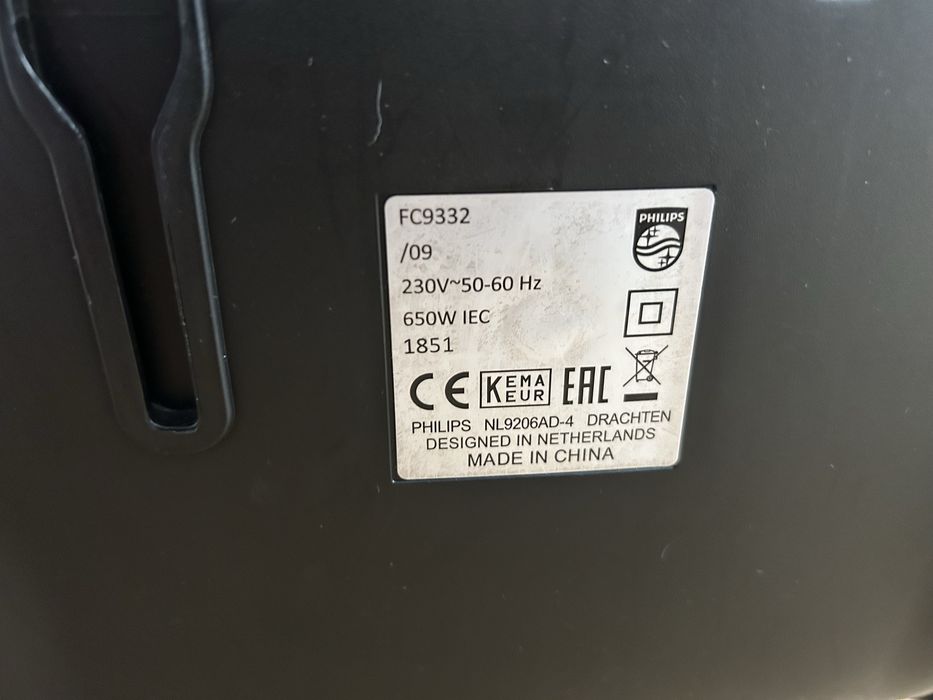 FC9332
PHILIPS
/09
230V~50-60 Hz
650W IEC
1851
CE KEMA EUR EAC
PHILIPS NL9206AD-4 DRACHTEN
DESIGNED IN NETHERLANDS
MADE IN CHINA